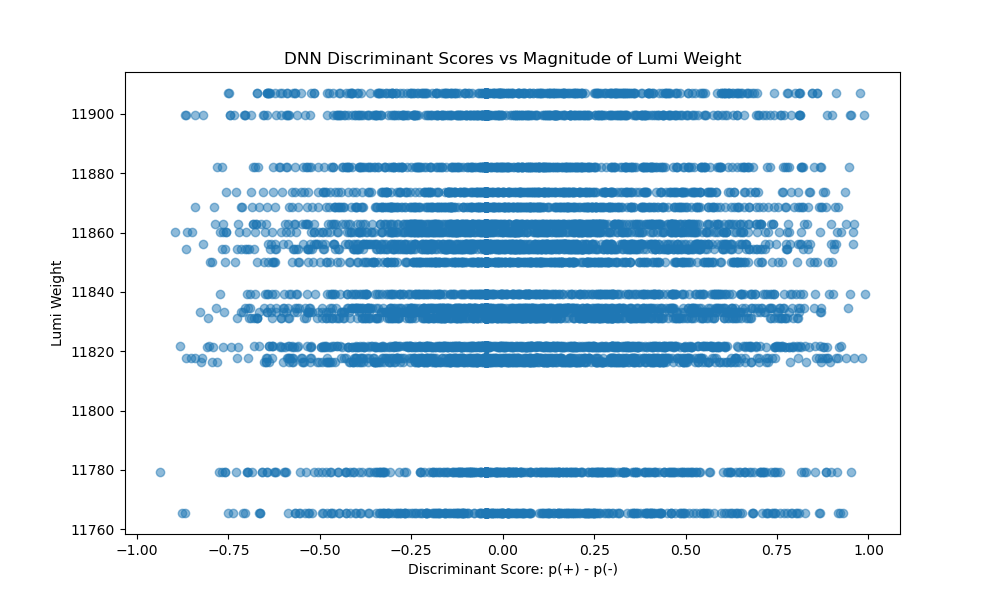 DNN Discriminant Scores vs Magnitude of Lumi Weight
Lumi Weight
11900
11880
11860
11840
11820
11800
11780
11760
−1.00 −0.75 −0.50 −0.25 0.00 0.25 0.50 0.75 1.00
Discriminant Score: p(+) - p(-)